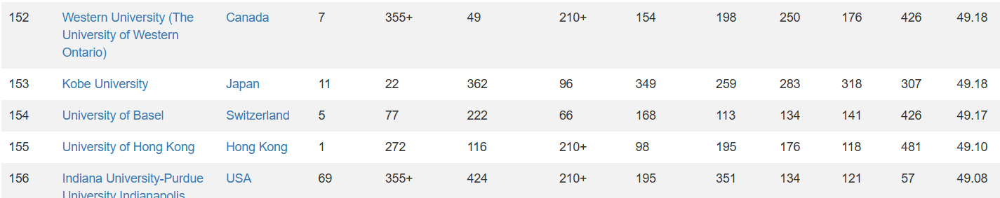 152 Western University (The Canada 7 355+ 49 210+ 154 198 250 176 426 49.18
University of Western
Ontario)
153 Kobe University Japan 11 22 362 96 349 259 283 318 307 49.18
154 University of Basel Switzerland 5 77 222 66 168 113 134 141 426 49.17
155 University of Hong Kong Hong Kong 1 272 116 210+ 98 195 176 118 481 49.10
156 Indiana University-Purdue USA 69 355+ 424 210+ 195 351 134 121 57 49.08
University Indianapolis